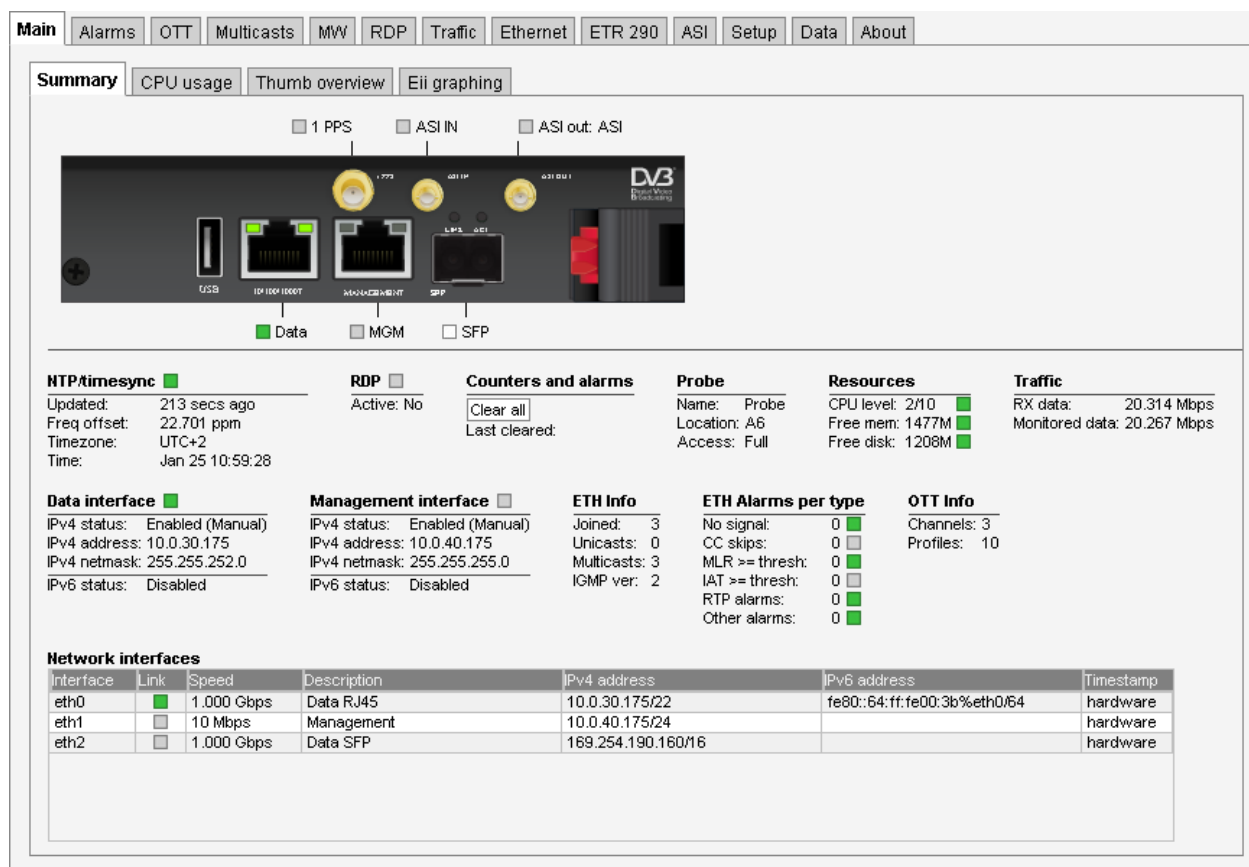 Main Alarms OTT Multicasts MW RDP Traffic Ethernet ETR 290 ASI Setup Data About
Summary CPU usage Thumb overview Eii graphing
1 PPS ASI IN ASI out: ASI
DVB
Digital Video
Broadcasting
USB 10/100/1000T MANAGEMENT SFP
Data MGM SFP
NTP/timesync RDP Counters and alarms Probe Resources Traffic
Updated: 213 secs ago Active: No Clear all Name: Probe CPU level: 2/10 RX data: 20.314 Mbps
Freq offset: 22.701 ppm Last cleared: Location: A6 Free mem: 1477M Monitored data: 20.267 Mbps
Timezone: UTC+2 Access: Full Free disk: 1208M
Time: Jan 25 10:59:28
Data interface Management interface ETH Info ETH Alarms per type OTT Info
IPv4 status: Enabled (Manual) IPv4 status: Enabled (Manual) Joined: 3 No signal: 0 Channels: 3
IPv4 address: 10.0.30.175 IPv4 address: 10.0.40.175 Unicasts: 0 CC skips: 0 Profiles: 10
IPv4 netmask: 255.255.252.0 IPv4 netmask: 255.255.255.0 Multicasts: 3 MLR >= thresh: 0
IPv6 status: Disabled IPv6 status: Disabled IGMP ver: 2 IAT >= thresh: 0
RTP alarms: 0
Other alarms: 0
Network interfaces
Interface Link Speed Description IPv4 address IPv6 address Timestamp
eth0 1.000 Gbps Data RJ45 10.0.30.175/22 fe80::64:ff:fe00:3b%eth0/64 hardware
eth1 10 Mbps Management 10.0.40.175/24 hardware
eth2 1.000 Gbps Data SFP 169.254.190.160/16 hardware